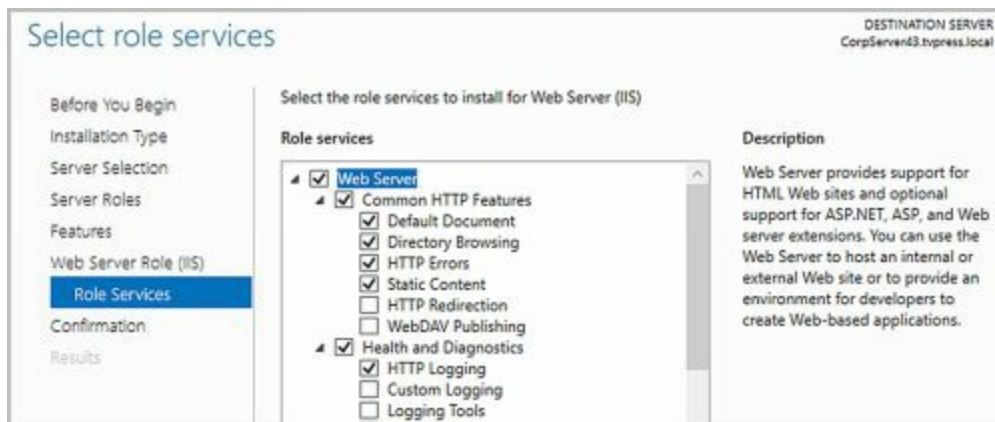 Select role services
DESTINATION SERVER
CorpServer43.tvpress.local
Before You Begin
Installation Type
Server Selection
Server Roles
Features
Web Server Role (IIS)
Role Services
Confirmation
Results
Select the role services to install for Web Server (IIS)
Role services
Web Server
Common HTTP Features
Default Document
Directory Browsing
HTTP Errors
Static Content
HTTP Redirection
WebDAV Publishing
Health and Diagnostics
HTTP Logging
Custom Logging
Logging Tools
Description
Web Server provides support for
HTML Web sites and optional
support for ASP.NET, ASP, and Web
server extensions. You can use the
Web Server to host an internal or
external Web site or to provide an
environment for developers to
create Web-based applications.